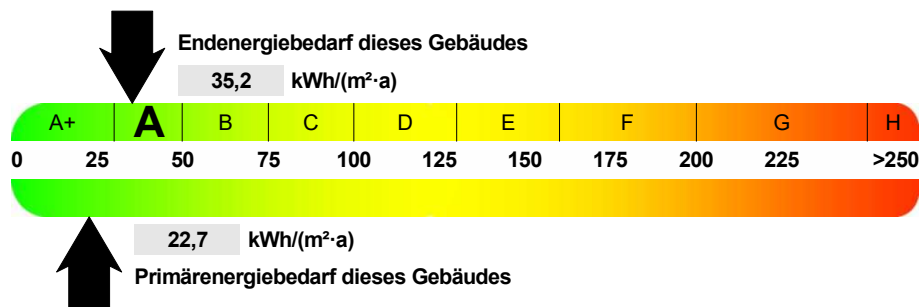 Endenergiebedarf dieses Gebäudes
35,2 kWh/(m²·a)
A+ A B C D E F G H
0 25 50 75 100 125 150 175 200 225 >250
22,7 kWh/(m²·a)
Primärenergiebedarf dieses Gebäudes